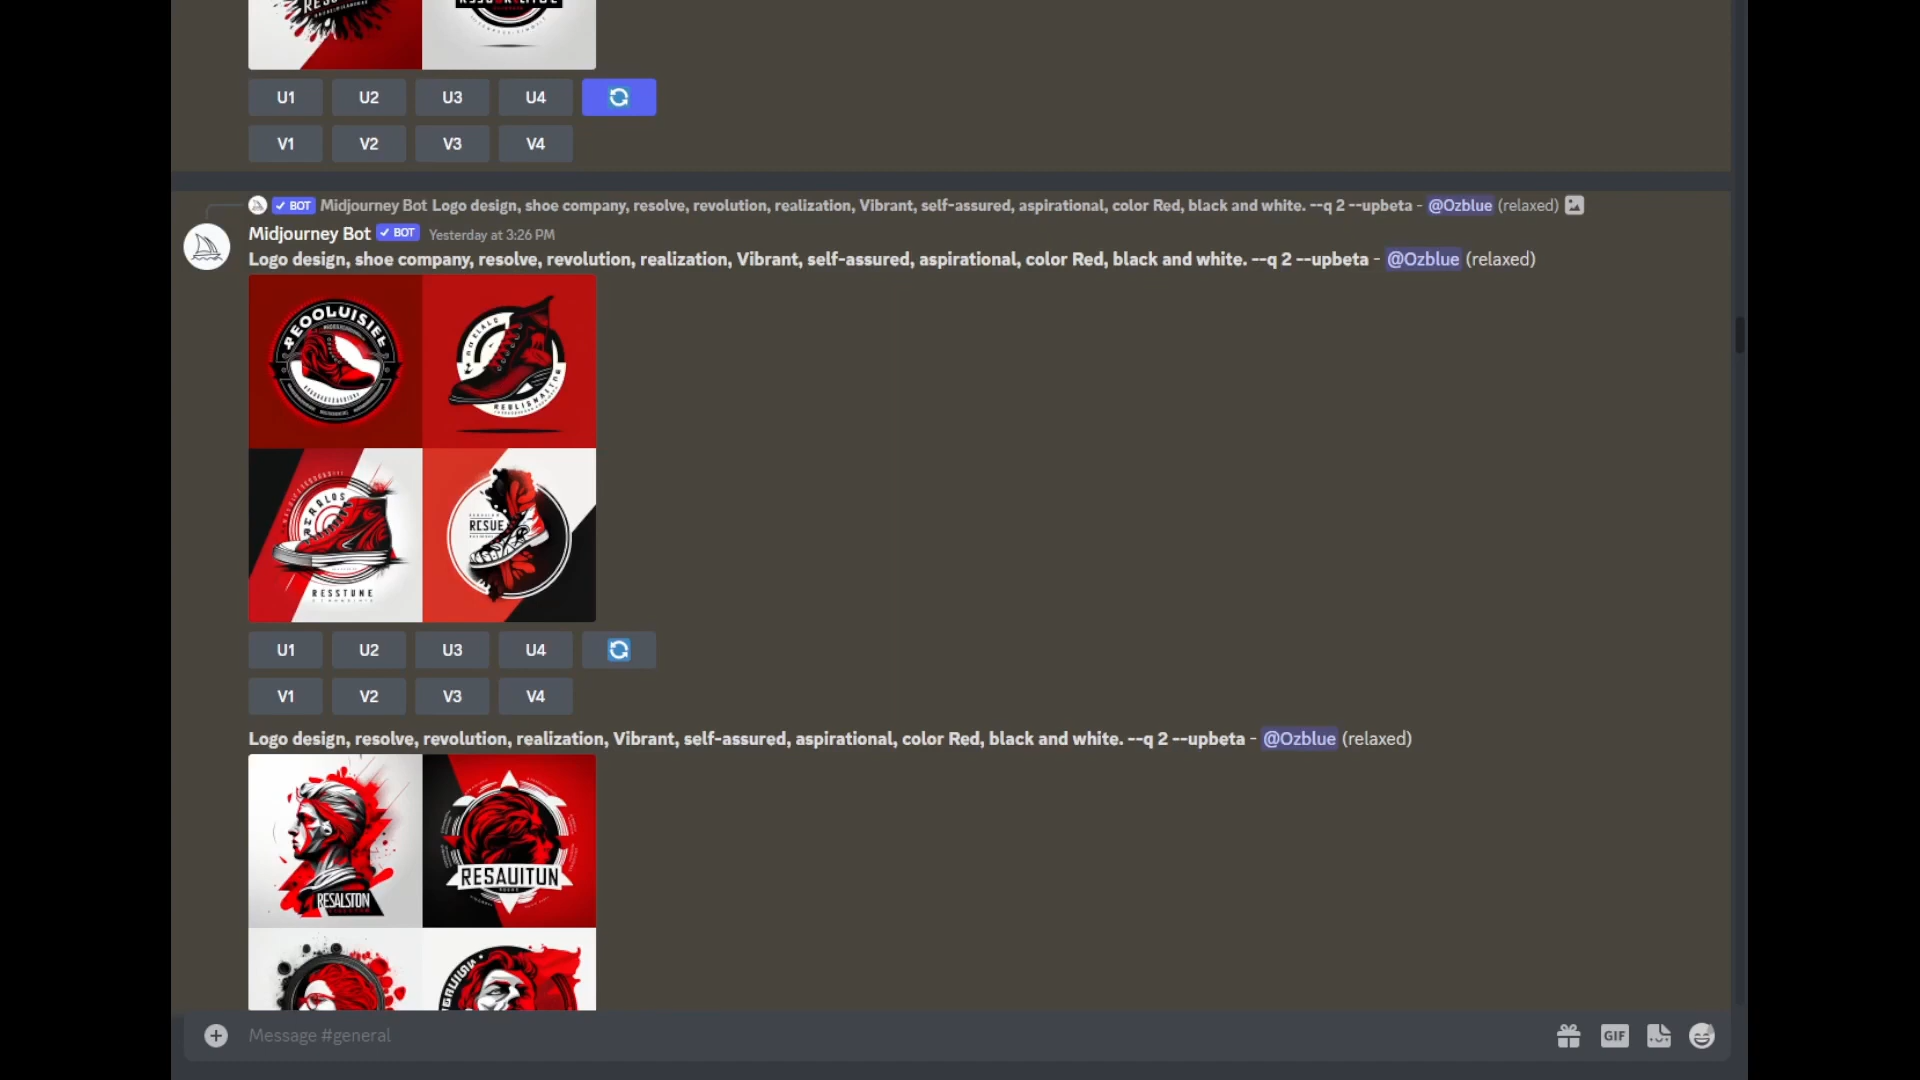 U1 U2 U3 U4
V1 V2 V3 V4
BOT Midjourney Bot Logo design, shoe company, resolve, revolution, realization, Vibrant, self-assured, aspirational, color Red, black and white. --q 2 --upbeta - @Ozblue (relaxed)
Midjourney Bot BOT Yesterday at 3:26 PM
Logo design, shoe company, resolve, revolution, realization, Vibrant, self-assured, aspirational, color Red, black and white. --q 2 --upbeta - @Ozblue (relaxed)
RESUE
RESSTUNE
U1 U2 U3 U4
V1 V2 V3 V4
Logo design, resolve, revolution, realization, Vibrant, self-assured, aspirational, color Red, black and white. --q 2 --upbeta - @Ozblue (relaxed)
RESALSTON
RESAUITUN
Message #general
GIF